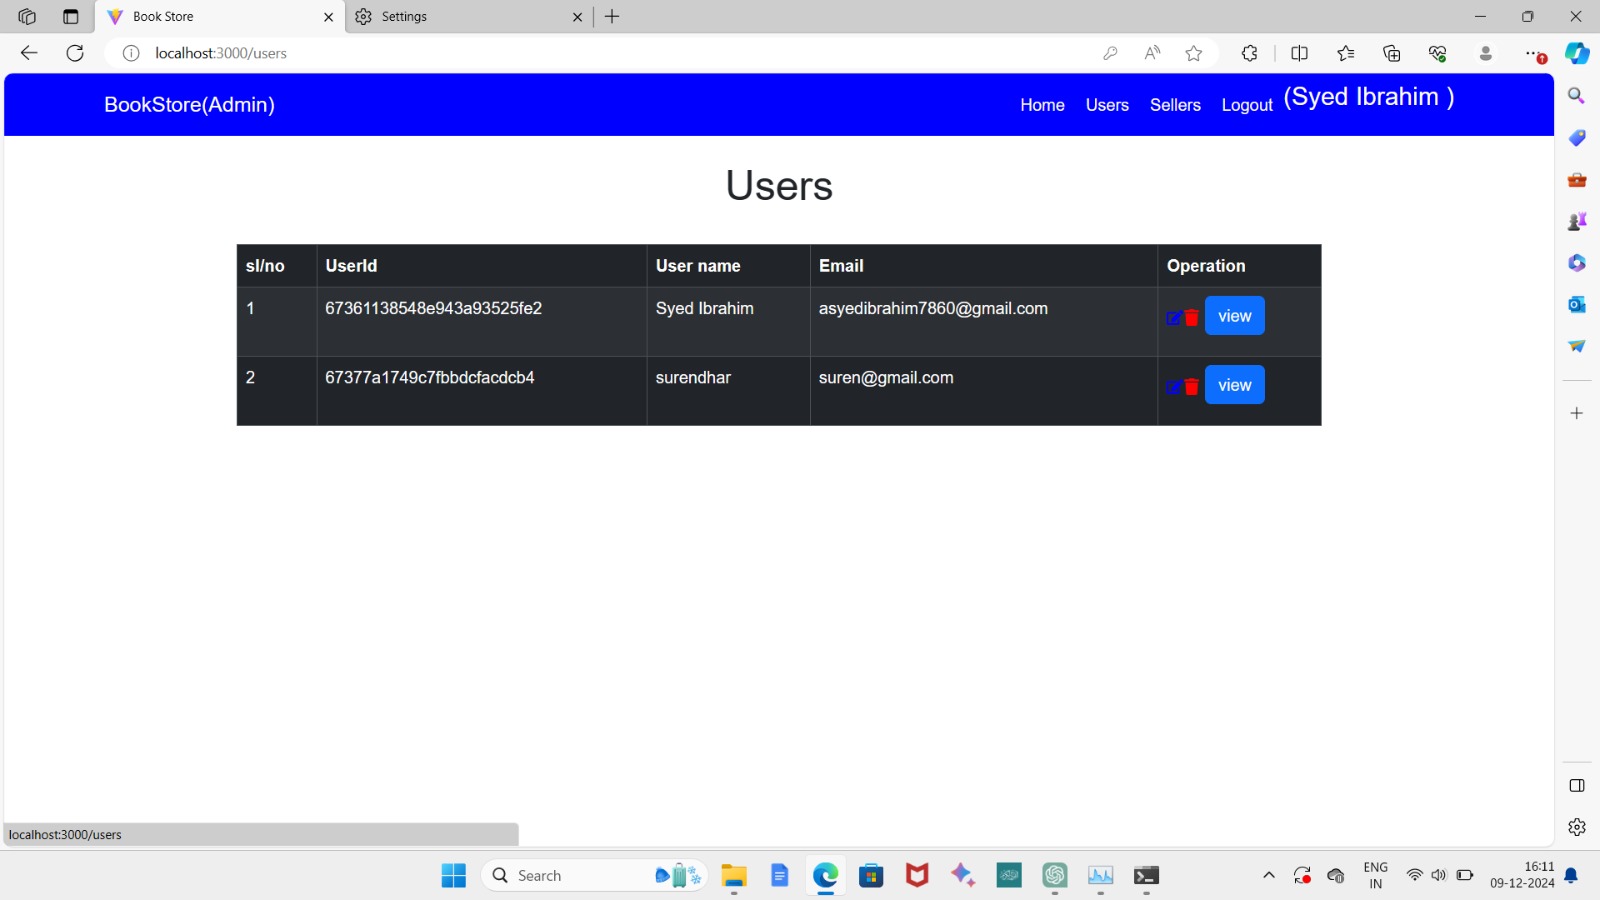 Book Store
Settings
localhost:3000/users
BookStore(Admin)
Home Users Sellers Logout (Syed Ibrahim )
Users
sl/no UserId User name Email Operation
1 67361138548e943a93525fe2 Syed Ibrahim asyedibrahim7860@gmail.com view
2 67377a1749c7fbbdcfacdcb4 surendhar suren@gmail.com view
localhost:3000/users
Search
ENG
IN
16:11
09-12-2024